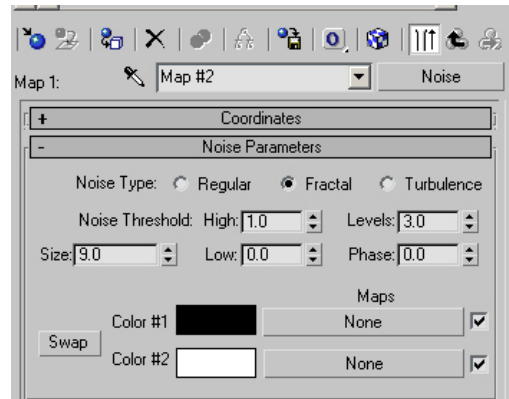 Map 1: Map #2 Noise
+ Coordinates
- Noise Parameters
Noise Type: Regular Fractal Turbulence
Noise Threshold: High: 1.0 Levels: 3.0
Size: 9.0 Low: 0.0 Phase: 0.0
Maps
Color #1 None
Swap
Color #2 None